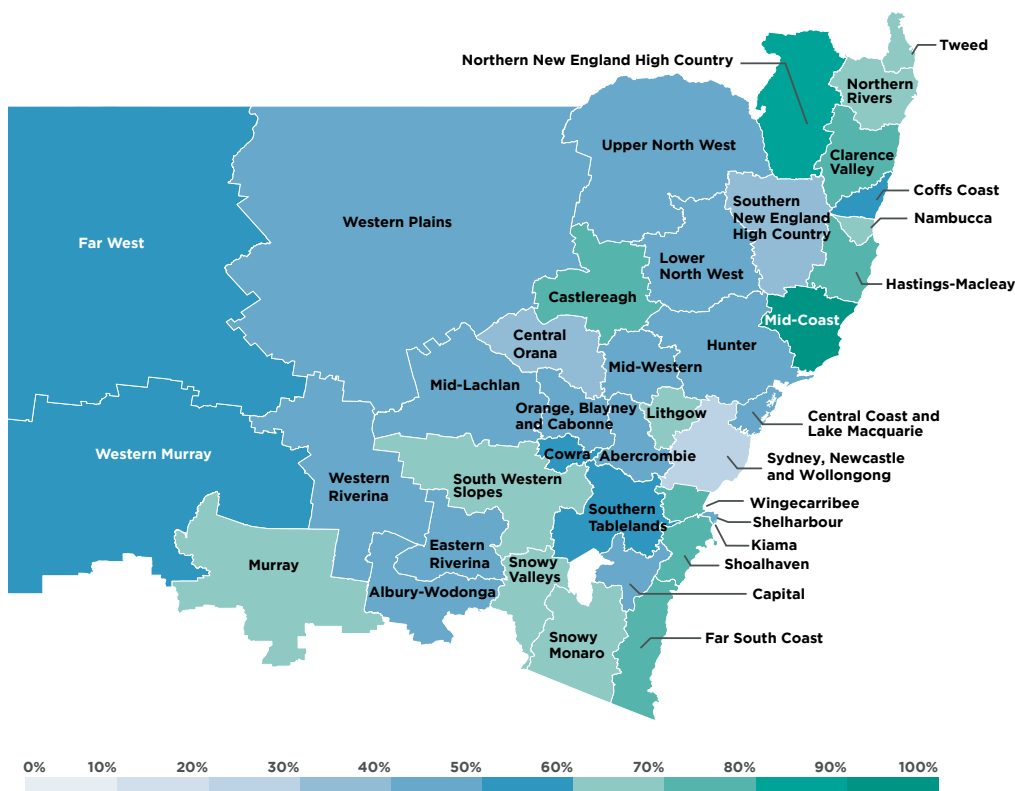 Tweed
Northern New England High Country
Northern
Rivers
Upper North West
Clarence
Valley
Coffs Coast
Southern
New England
High Country
Nambucca
Western Plains
Far West
Lower
North West
Hastings-Macleay
Castlereagh
Mid-Coast
Central
Orana
Hunter
Mid-Western
Mid-Lachlan
Orange, Blayney
and Cabonne
Lithgow
Central Coast and
Lake Macquarie
Western Murray
Cowra
Abercrombie
Sydney, Newcastle
and Wollongong
Western
Riverina
South Western
Slopes
Wingecarribee
Southern
Tablelands
Shelharbour
Kiama
Eastern
Riverina
Shoalhaven
Murray
Snowy
Valleys
Albury-Wodonga
Capital
Snowy
Monaro
Far South Coast
0% 10% 20% 30% 40% 50% 60% 70% 80% 90% 100%